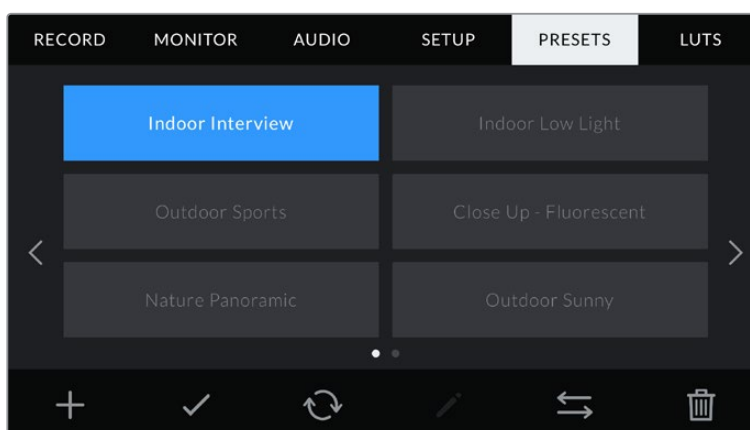 RECORD MONITOR AUDIO SETUP PRESETS LUTS
Indoor Interview Indoor Low Light
Outdoor Sports Close Up - Fluorescent
Nature Panoramic Outdoor Sunny